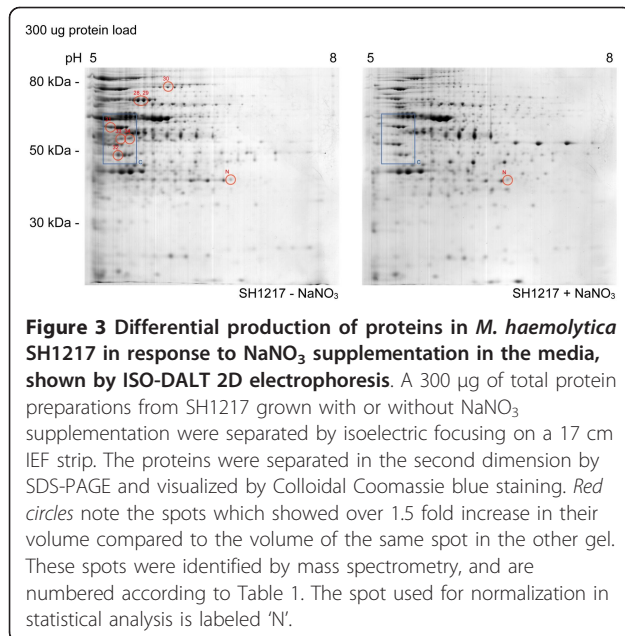 300 ug protein load
pH 5 8 5 8
80 kDa -
50 kDa -
30 kDa -
30
28, 29
N
C
N
C
SH1217 - NaNO₃
SH1217 + NaNO₃
Figure 3 Differential production of proteins in M. haemolytica
SH1217 in response to NaNO₃ supplementation in the media,
shown by ISO-DALT 2D electrophoresis. A 300 μg of total protein
preparations from SH1217 grown with or without NaNO₃
supplementation were separated by isoelectric focusing on a 17 cm
IEF strip. The proteins were separated in the second dimension by
SDS-PAGE and visualized by Colloidal Coomassie blue staining. Red
circles note the spots which showed over 1.5 fold increase in their
volume compared to the volume of the same spot in the other gel.
These spots were identified by mass spectrometry, and are
numbered according to Table 1. The spot used for normalization in
statistical analysis is labeled 'N'.